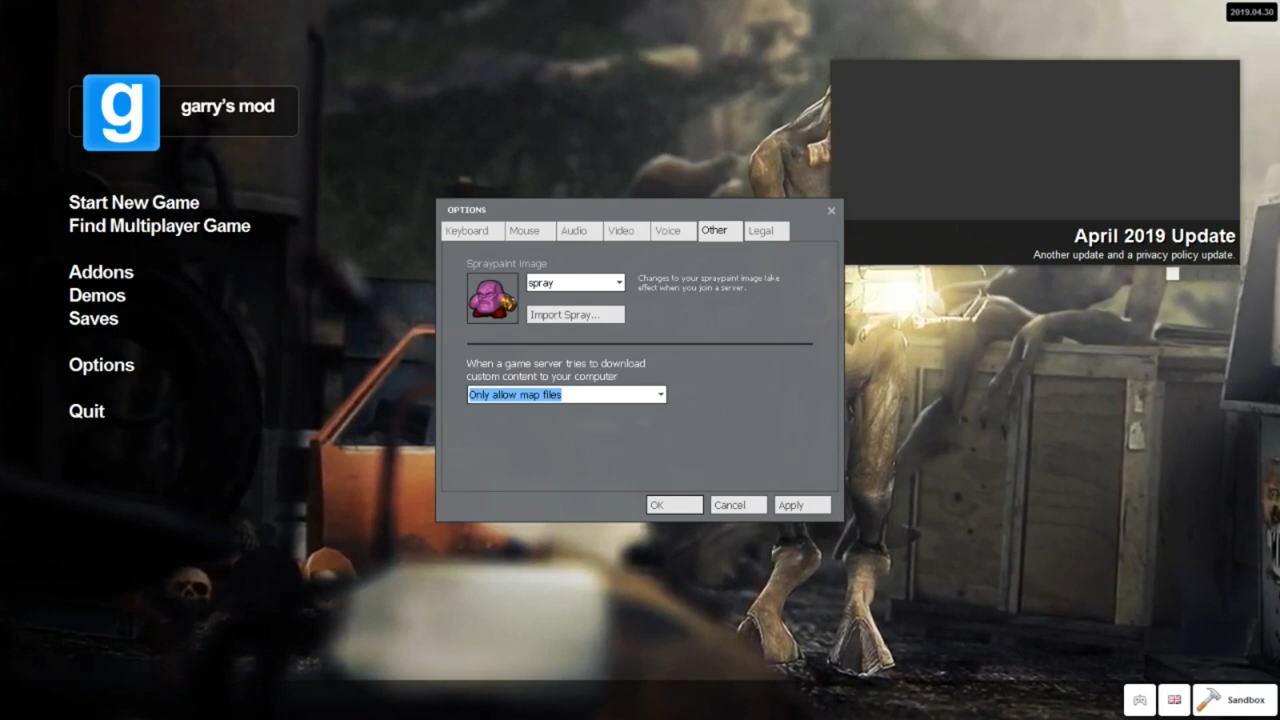 2019.04.30
g
garry's mod
Start New Game
Find Multiplayer Game
Addons
Demos
Saves
Options
Quit
OPTIONS
Keyboard
Mouse
Audio
Video
Voice
Other
Legal
Spraypaint Image
spray
Changes to your spraypaint image take
effect when you join a server.
Import Spray...
When a game server tries to download
custom content to your computer
Only allow map files
OK
Cancel
Apply
April 2019 Update
Another update and a privacy policy update.
Sandbox